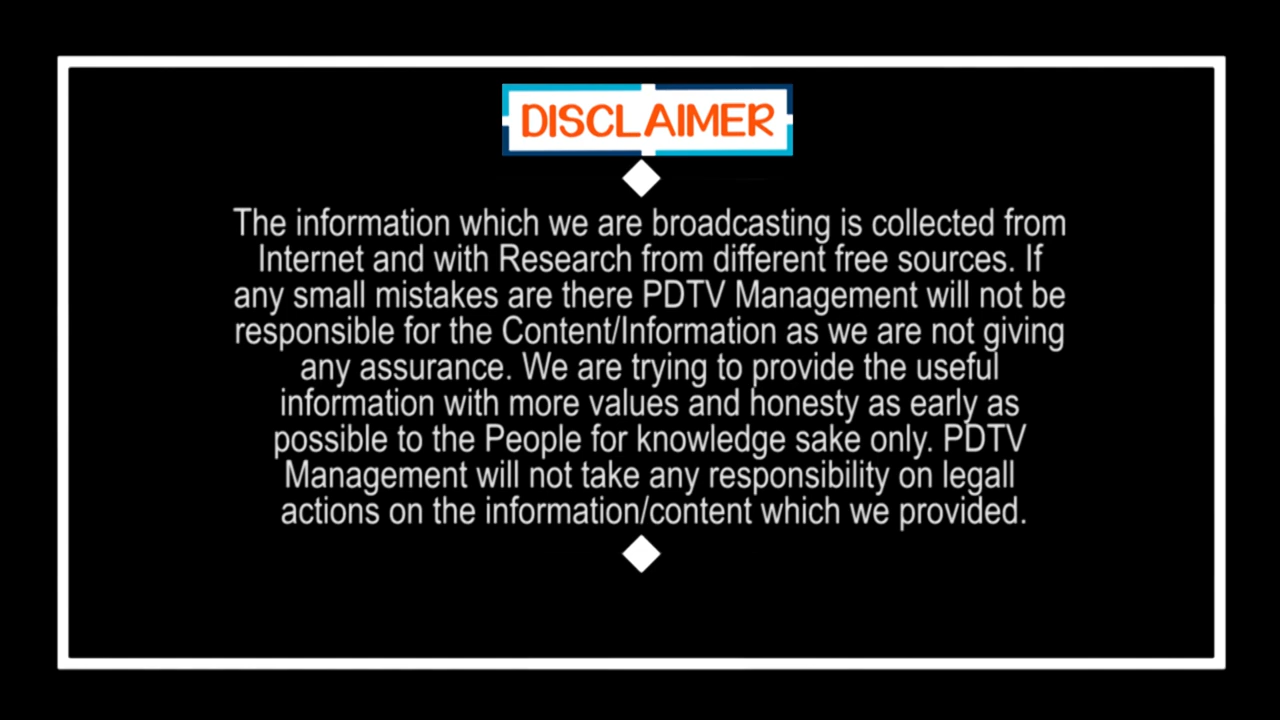 DISCLAIMER
The information which we are broadcasting is collected from
Internet and with Research from different free sources. If
any small mistakes are there PDTV Management will not be
responsible for the Content/Information as we are not giving
any assurance. We are trying to provide the useful
information with more values and honesty as early as
possible to the People for knowledge sake only. PDTV
Management will not take any responsibility on legall
actions on the information/content which we provided.